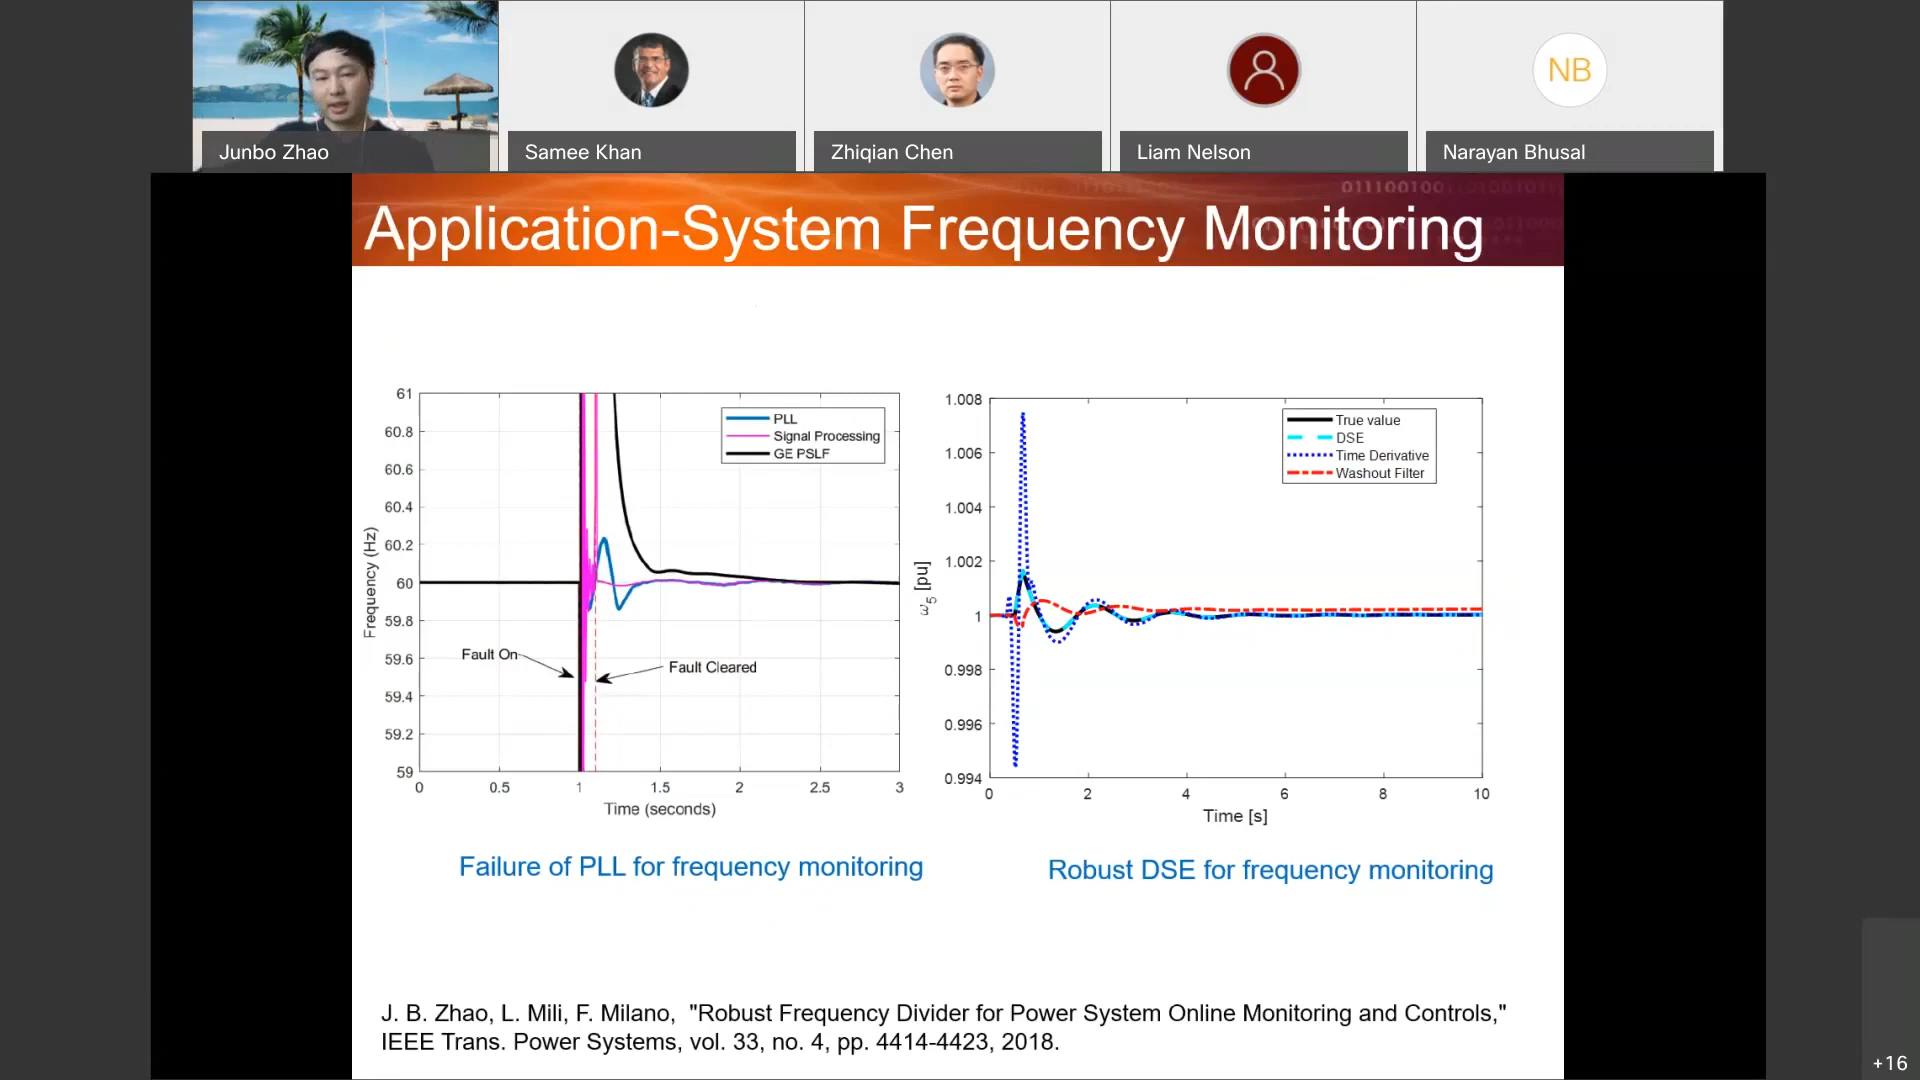 Junbo Zhao
Samee Khan
Zhiqian Chen
Liam Nelson
NB
Narayan Bhusal
Application-System Frequency Monitoring
61
60.8
60.6
60.4
60.2
60
59.8
59.6
59.4
59.2
59
Frequency (Hz)
PLL
Signal Processing
GE PSLF
Fault On
Fault Cleared
0 0.5 1 1.5 2 2.5 3
Time (seconds)
1.008
1.006
1.004
1.002
1
0.998
0.996
0.994
ω5 [pu]
True value
DSE
Time Derivative
Washout Filter
0 2 4 6 8 10
Time [s]
Failure of PLL for frequency monitoring
Robust DSE for frequency monitoring
J. B. Zhao, L. Mili, F. Milano, "Robust Frequency Divider for Power System Online Monitoring and Controls,"
IEEE Trans. Power Systems, vol. 33, no. 4, pp. 4414-4423, 2018.
+16